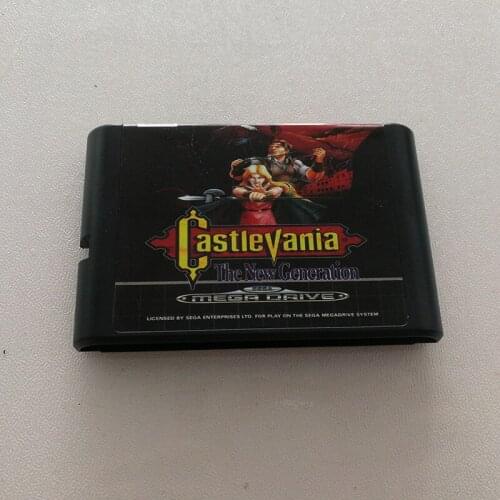 Castlevania
The New Generation
SEGA
MEGA DRIVE
LICENSED BY SEGA ENTERPRISES LTD. FOR PLAY ON THE SEGA MEGADRIVE SYSTEM